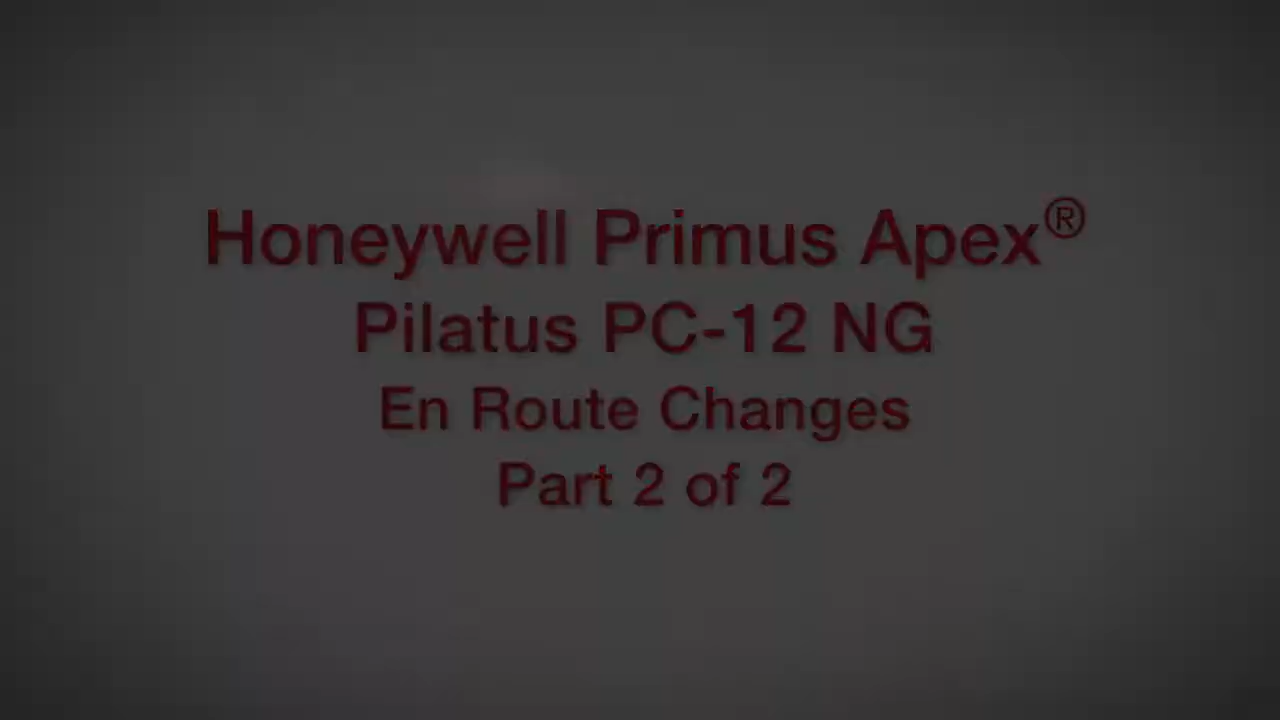 Honeywell Primus Apex®
Pilatus PC-12 NG
En Route Changes
Part 2 of 2